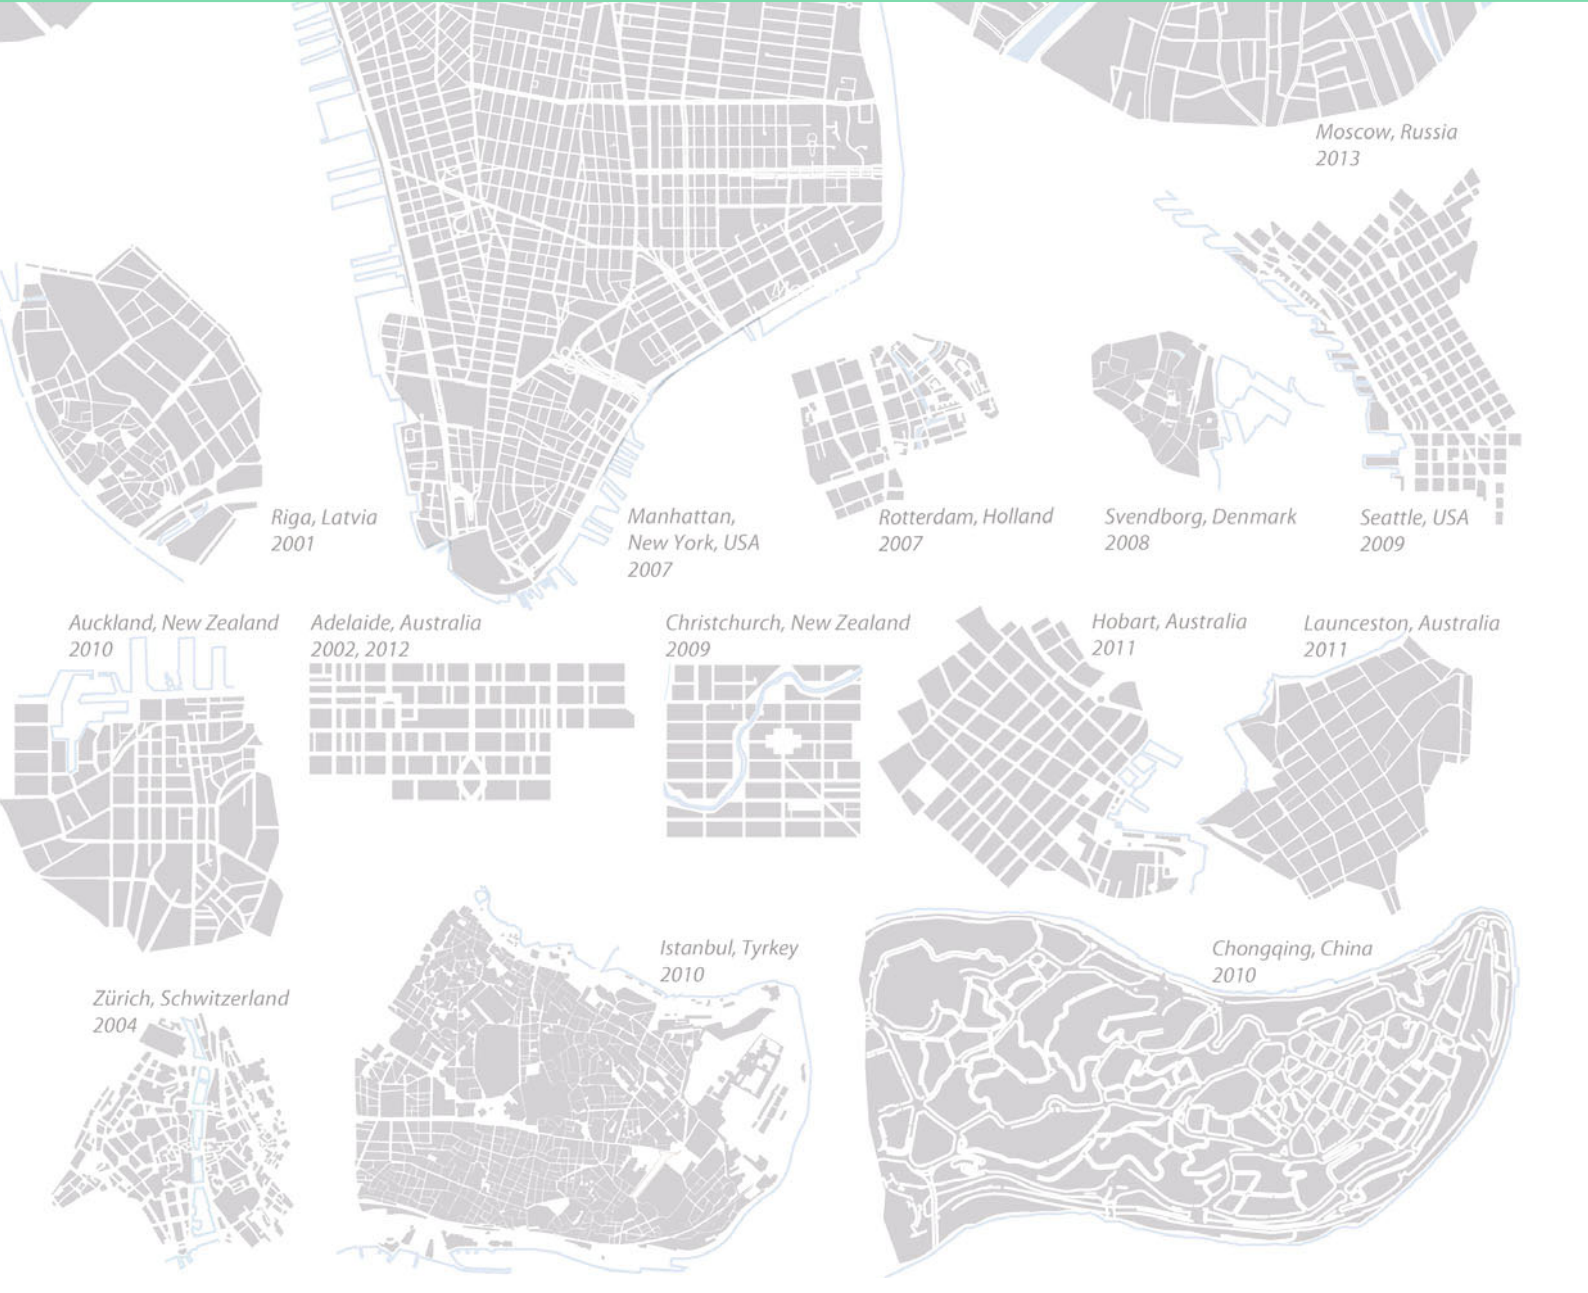 Moscow, Russia
2013
Riga, Latvia
2001
Manhattan,
New York, USA
2007
Rotterdam, Holland
2007
Svendborg, Denmark
2008
Seattle, USA
2009
Auckland, New Zealand
2010
Adelaide, Australia
2002, 2012
Christchurch, New Zealand
2009
Hobart, Australia
2011
Launceston, Australia
2011
Istanbul, Tyrkey
2010
Chongqing, China
2010
Zürich, Schwitzerland
2004